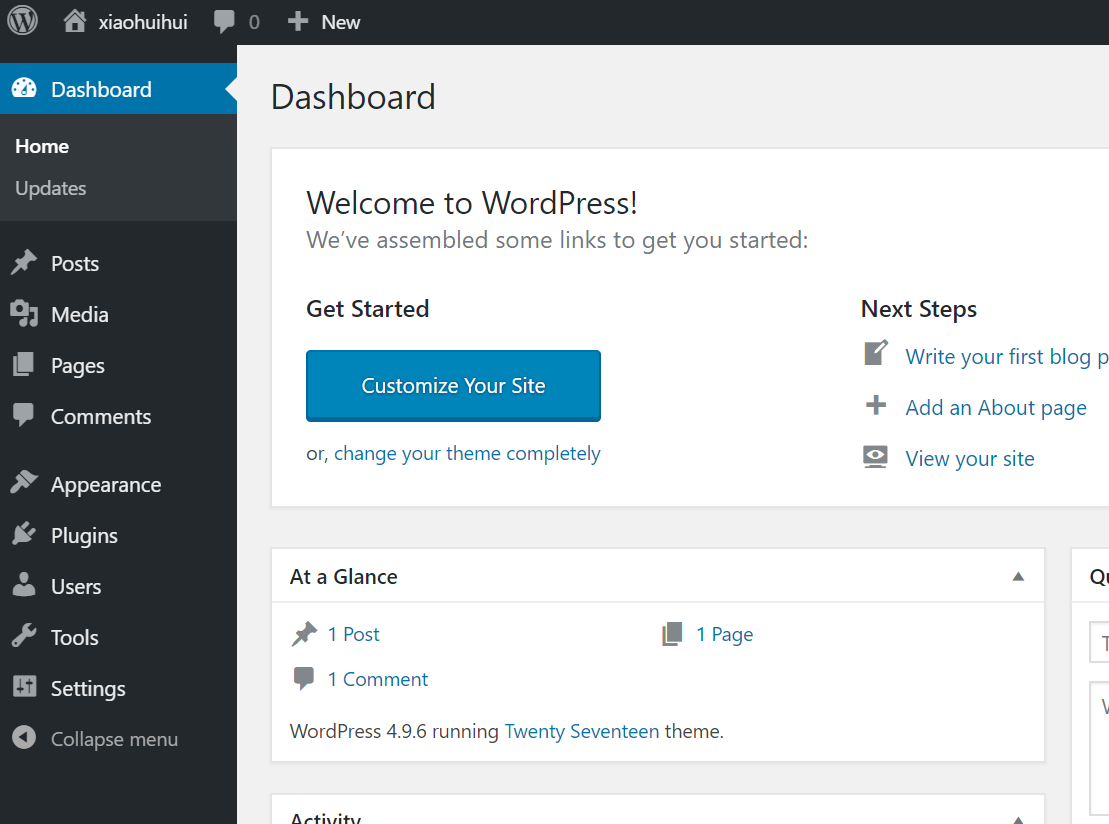 xiaohuihui 0 New
Dashboard
Home
Updates
Posts
Media
Pages
Comments
Appearance
Plugins
Users
Tools
Settings
Collapse menu
Dashboard
Welcome to WordPress!
We’ve assembled some links to get you started:
Get Started
Customize Your Site
or, change your theme completely
Next Steps
Write your first blog
Add an About page
View your site
At a Glance
1 Post
1 Page
1 Comment
WordPress 4.9.6 running Twenty Seventeen theme.
Activity